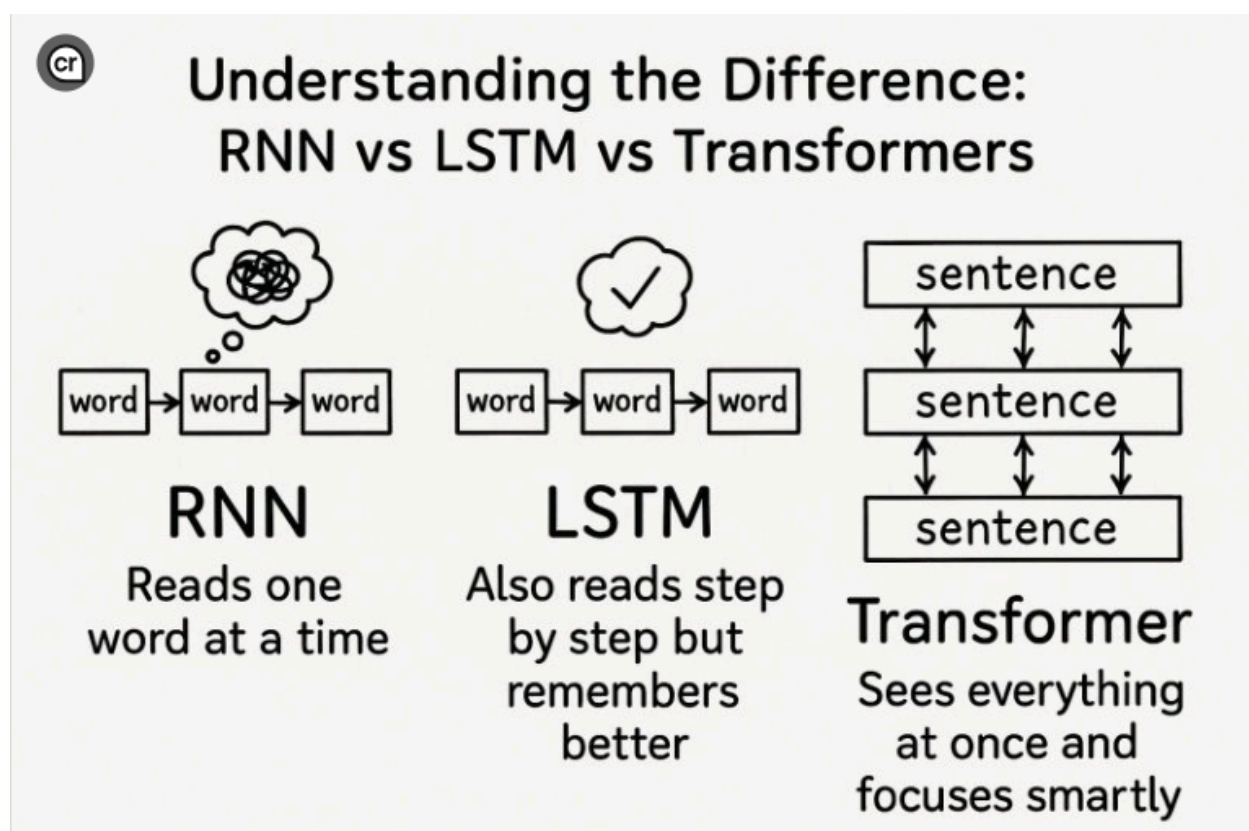 cr
Understanding the Difference:
RNN vs LSTM vs Transformers
word word word
RNN
Reads one
word at a time
word word word
LSTM
Also reads step
by step but
remembers
better
sentence
sentence
sentence
Transformer
Sees everything
at once and
focuses smartly